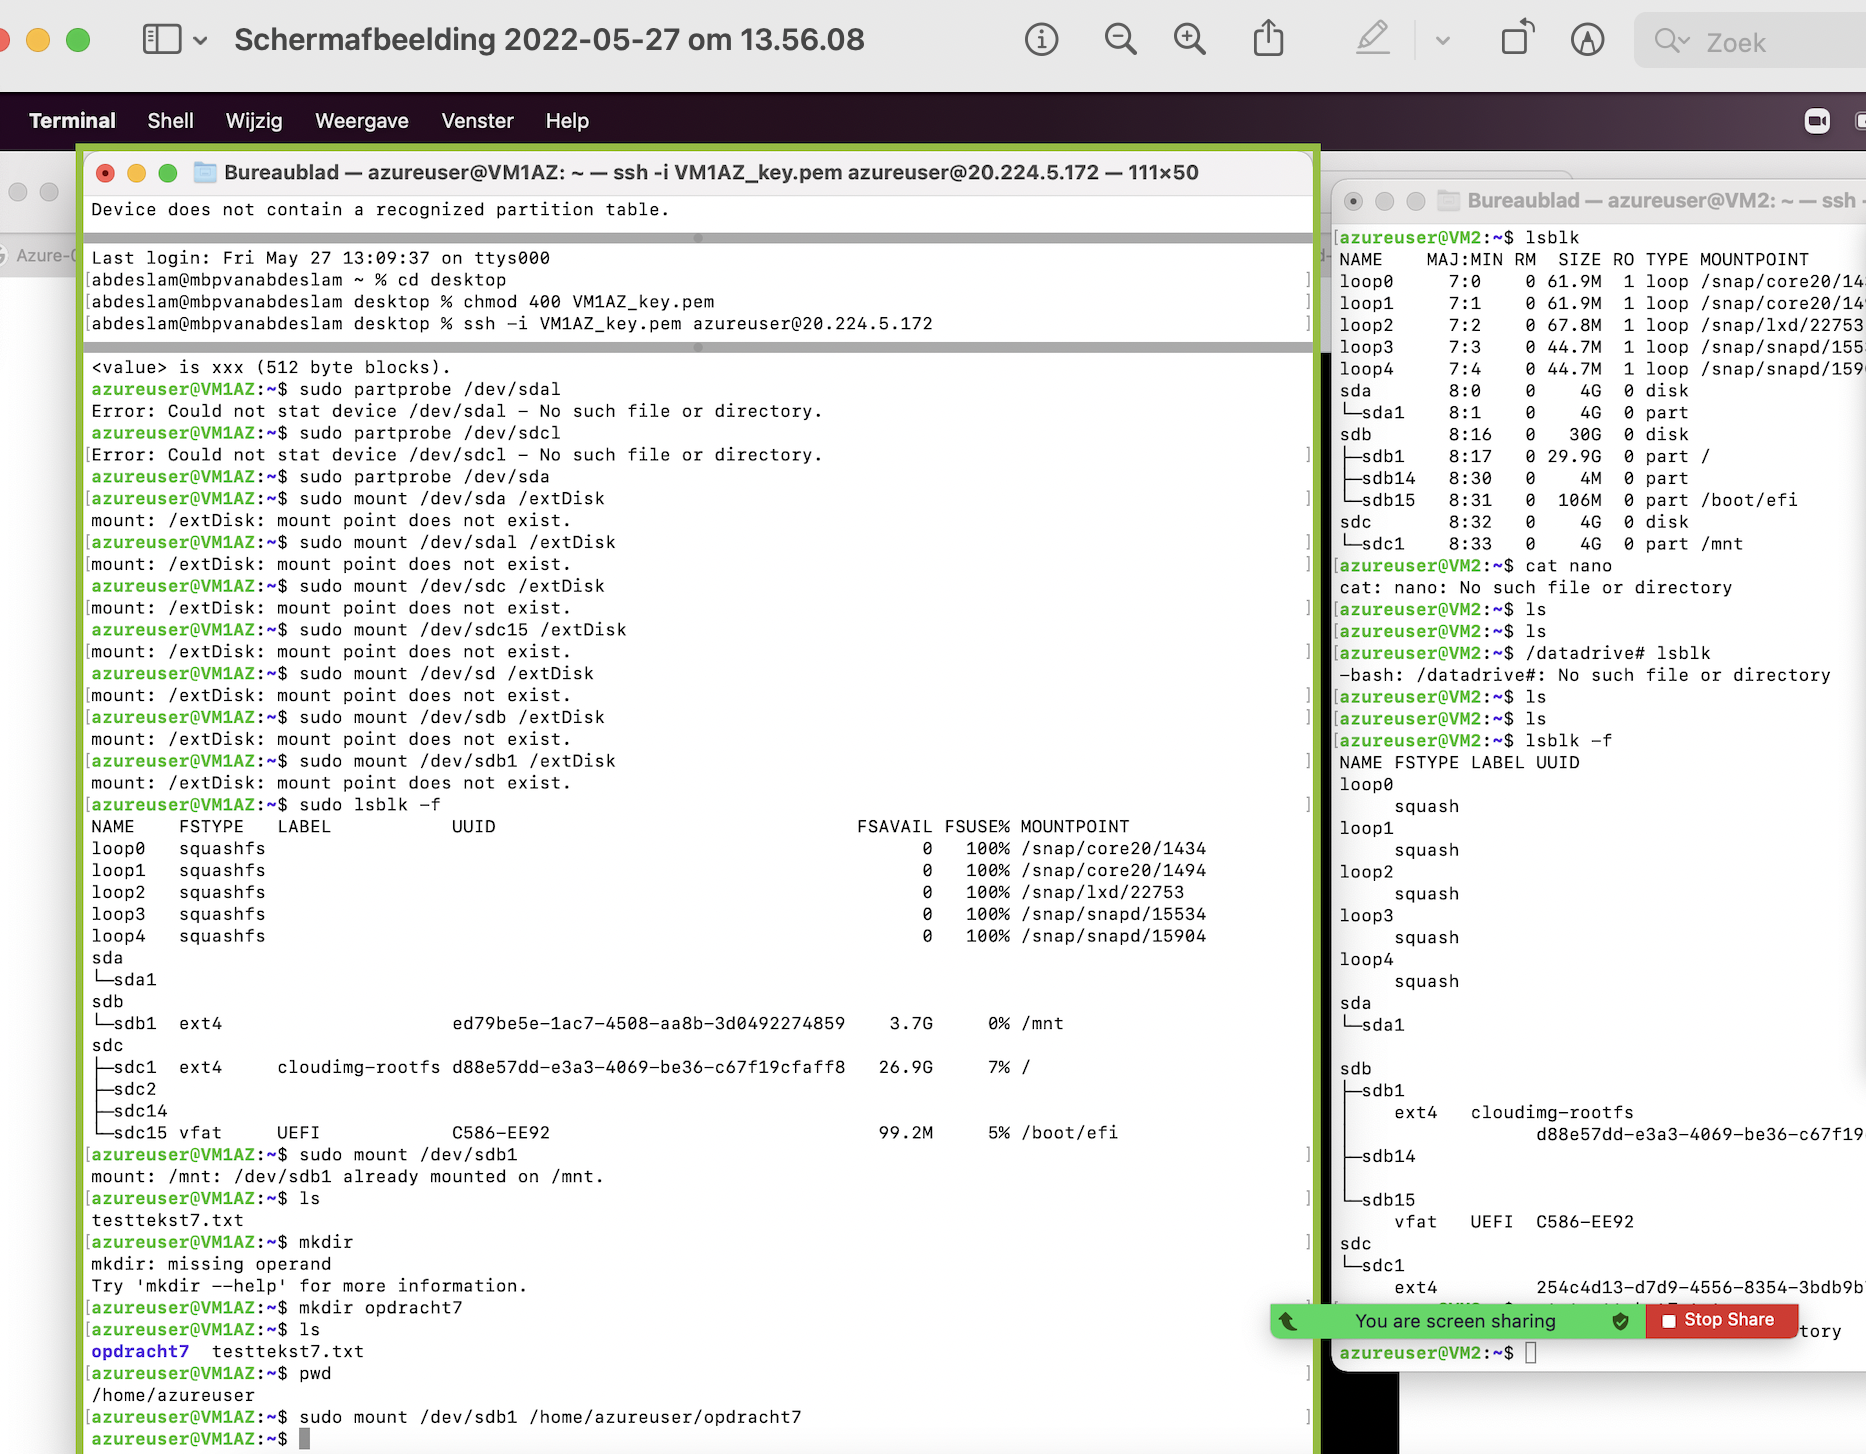 Schermafbeelding 2022-05-27 om 13.56.08
Zoek
Terminal Shell Wijzig Weergave Venster Help
Bureaublad — azureuser@VM1AZ: ~ — ssh -i VM1AZ_key.pem azureuser@20.224.5.172 — 111×50
Device does not contain a recognized partition table.
Last login: Fri May 27 13:09:37 on ttys000
[abdeslam@mbpvanabdeslam ~ % cd desktop ]
[abdeslam@mbpvanabdeslam desktop % chmod 400 VM1AZ_key.pem ]
[abdeslam@mbpvanabdeslam desktop % ssh -i VM1AZ_key.pem azureuser@20.224.5.172 ]
<value> is xxx (512 byte blocks).
azureuser@VM1AZ:~$ sudo partprobe /dev/sdal
Error: Could not stat device /dev/sdal - No such file or directory.
azureuser@VM1AZ:~$ sudo partprobe /dev/sdcl
[Error: Could not stat device /dev/sdcl - No such file or directory. ]
azureuser@VM1AZ:~$ sudo partprobe /dev/sda
[azureuser@VM1AZ:~$ sudo mount /dev/sda /extDisk ]
mount: /extDisk: mount point does not exist.
[azureuser@VM1AZ:~$ sudo mount /dev/sdal /extDisk ]
[mount: /extDisk: mount point does not exist. ]
azureuser@VM1AZ:~$ sudo mount /dev/sdc /extDisk
[mount: /extDisk: mount point does not exist. ]
azureuser@VM1AZ:~$ sudo mount /dev/sdc15 /extDisk
[mount: /extDisk: mount point does not exist. ]
azureuser@VM1AZ:~$ sudo mount /dev/sd /extDisk
[mount: /extDisk: mount point does not exist. ]
[azureuser@VM1AZ:~$ sudo mount /dev/sdb /extDisk ]
mount: /extDisk: mount point does not exist.
[azureuser@VM1AZ:~$ sudo mount /dev/sdb1 /extDisk ]
mount: /extDisk: mount point does not exist.
[azureuser@VM1AZ:~$ sudo lsblk -f ]
NAME FSTYPE LABEL UUID FSAVAIL FSUSE% MOUNTPOINT
loop0 squashfs 0 100% /snap/core20/1434
loop1 squashfs 0 100% /snap/core20/1494
loop2 squashfs 0 100% /snap/lxd/22753
loop3 squashfs 0 100% /snap/snapd/15534
loop4 squashfs 0 100% /snap/snapd/15904
sda
└─sda1
sdb
└─sdb1 ext4 ed79be5e-1ac7-4508-aa8b-3d0492274859 3.7G 0% /mnt
sdc
├─sdc1 ext4 cloudimg-rootfs d88e57dd-e3a3-4069-be36-c67f19cfaff8 26.9G 7% /
├─sdc2
├─sdc14
└─sdc15 vfat UEFI C586-EE92 99.2M 5% /boot/efi
[azureuser@VM1AZ:~$ sudo mount /dev/sdb1 ]
mount: /mnt: /dev/sdb1 already mounted on /mnt.
[azureuser@VM1AZ:~$ ls ]
testtekst7.txt
[azureuser@VM1AZ:~$ mkdir ]
mkdir: missing operand
Try 'mkdir --help' for more information.
[azureuser@VM1AZ:~$ mkdir opdracht7 ]
[azureuser@VM1AZ:~$ ls ]
opdracht7 testtekst7.txt
[azureuser@VM1AZ:~$ pwd ]
/home/azureuser
[azureuser@VM1AZ:~$ sudo mount /dev/sdb1 /home/azureuser/opdracht7 ]
azureuser@VM1AZ:~$
Azure-
Bureaublad — azureuser@VM2: ~ — ssh
[azureuser@VM2:~$ lsblk
NAME MAJ:MIN RM SIZE RO TYPE MOUNTPOINT
loop0 7:0 0 61.9M 1 loop /snap/core20/14
loop1 7:1 0 61.9M 1 loop /snap/core20/14
loop2 7:2 0 67.8M 1 loop /snap/lxd/22753
loop3 7:3 0 44.7M 1 loop /snap/snapd/155
loop4 7:4 0 44.7M 1 loop /snap/snapd/159
sda 8:0 0 4G 0 disk
└─sda1 8:1 0 4G 0 part
sdb 8:16 0 30G 0 disk
├─sdb1 8:17 0 29.9G 0 part /
├─sdb14 8:30 0 4M 0 part
└─sdb15 8:31 0 106M 0 part /boot/efi
sdc 8:32 0 4G 0 disk
└─sdc1 8:33 0 4G 0 part /mnt
[azureuser@VM2:~$ cat nano
cat: nano: No such file or directory
[azureuser@VM2:~$ ls
[azureuser@VM2:~$ ls
[azureuser@VM2:~$ /datadrive# lsblk
-bash: /datadrive#: No such file or directory
[azureuser@VM2:~$ ls
[azureuser@VM2:~$ ls
[azureuser@VM2:~$ lsblk -f
NAME FSTYPE LABEL UUID
loop0
squash
loop1
squash
loop2
squash
loop3
squash
loop4
squash
sda
└─sda1
sdb
├─sdb1
│ ext4 cloudimg-rootfs
│ d88e57dd-e3a3-4069-be36-c67f19
├─sdb14
└─sdb15
vfat UEFI C586-EE92
sdc
└─sdc1
ext4 254c4d13-d7d9-4556-8354-3bdb9b
You are screen sharing Stop Share
tory
azureuser@VM2:~$